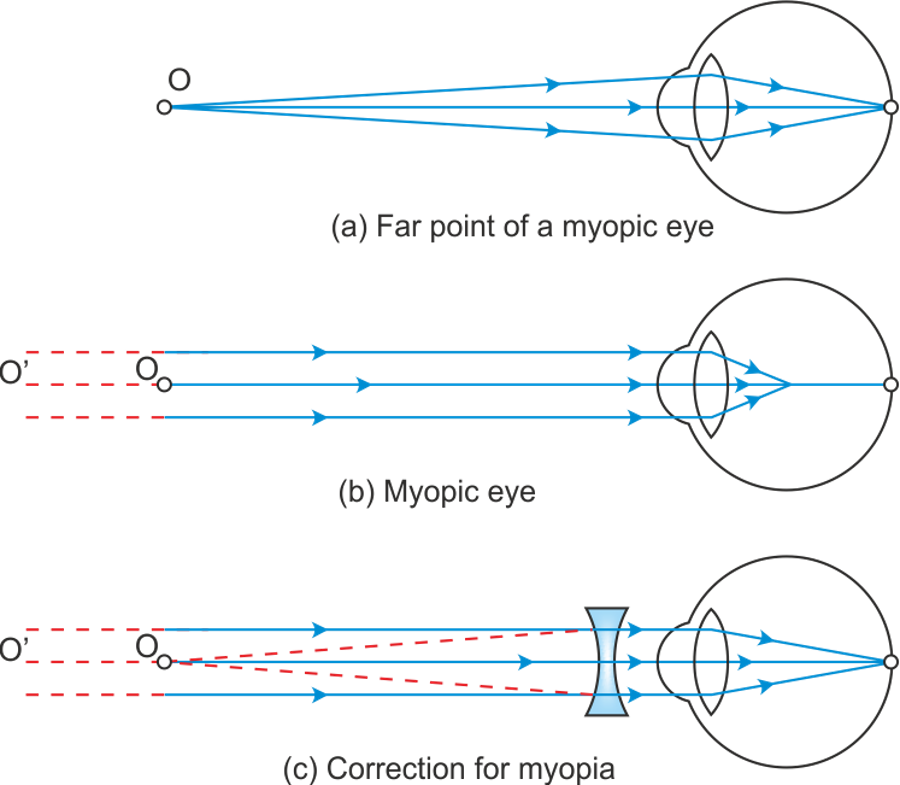 O
(a) Far point of a myopic eye
O’
O
(b) Myopic eye
O’
O
(c) Correction for myopia